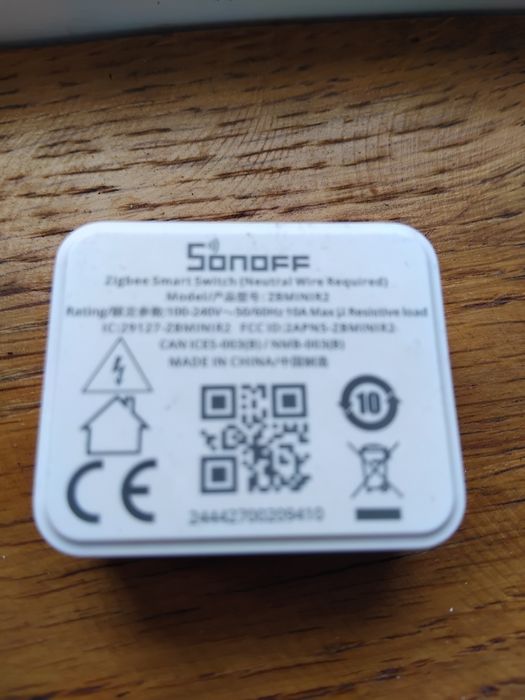 SONOFF
Zigbee Smart Switch (Neutral Wire Required)
Model/产品型号: ZBMINIR2
Rating/额定参数:100-240V~50/60Hz 10A Max μ Resistive load
IC:29127-ZBMINIR2 FCC ID:2APN5-ZBMINIR2
CAN ICES-003(B) / NMB-003(B)
MADE IN CHINA/中国制造
10
CE
24442700209410